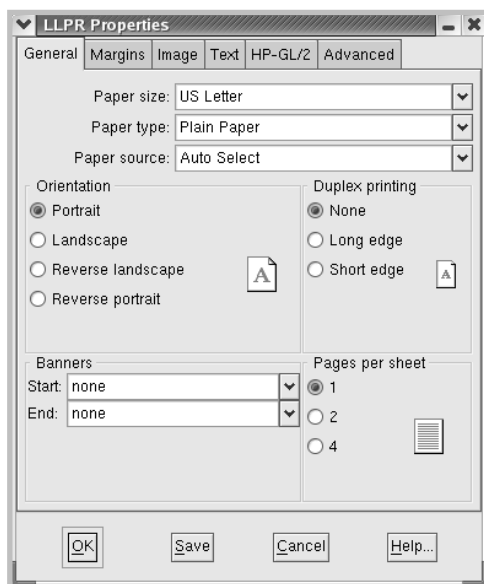 LLPR Properties
General Margins Image Text HP-GL/2 Advanced
Paper size: US Letter
Paper type: Plain Paper
Paper source: Auto Select
Orientation
Portrait
Landscape
Reverse landscape
Reverse portrait
A
Duplex printing
None
Long edge
Short edge
A
Banners
Start: none
End: none
Pages per sheet
1
2
4
OK Save Cancel Help...